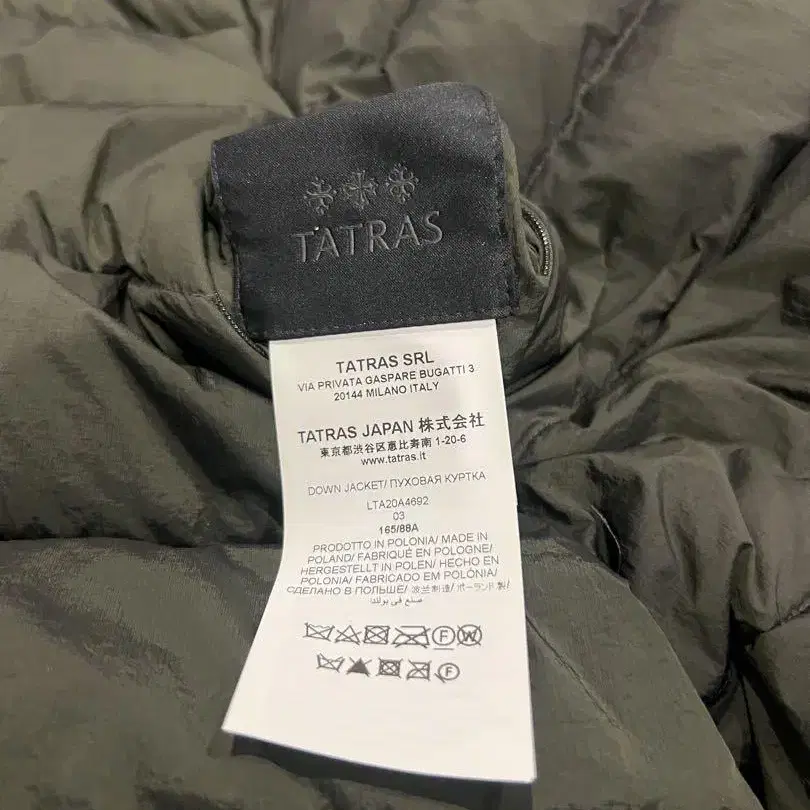 TATRAS
TATRAS SRL
VIA PRIVATA GASPARE BUGATTI 3
20144 MILANO ITALY
TATRAS JAPAN 株式会社
東京都渋谷区恵比寿南 1-20-6
www.tatras.it
DOWN JACKET/ ПУХОВАЯ КУРТКА
LTA20A4692
03
165/88A
PRODOTTO IN POLONIA/ MADE IN
POLAND/ FABRIQUÉ EN POLOGNE/
HERGESTELLT IN POLEN/ HECHO EN
POLONIA/ FABRICADO EM POLÓNIA/
СДЕЛАНО В ПОЛЬШЕ/ 波兰制造/ ポーランド製/
صنع في بولندا
F W
F